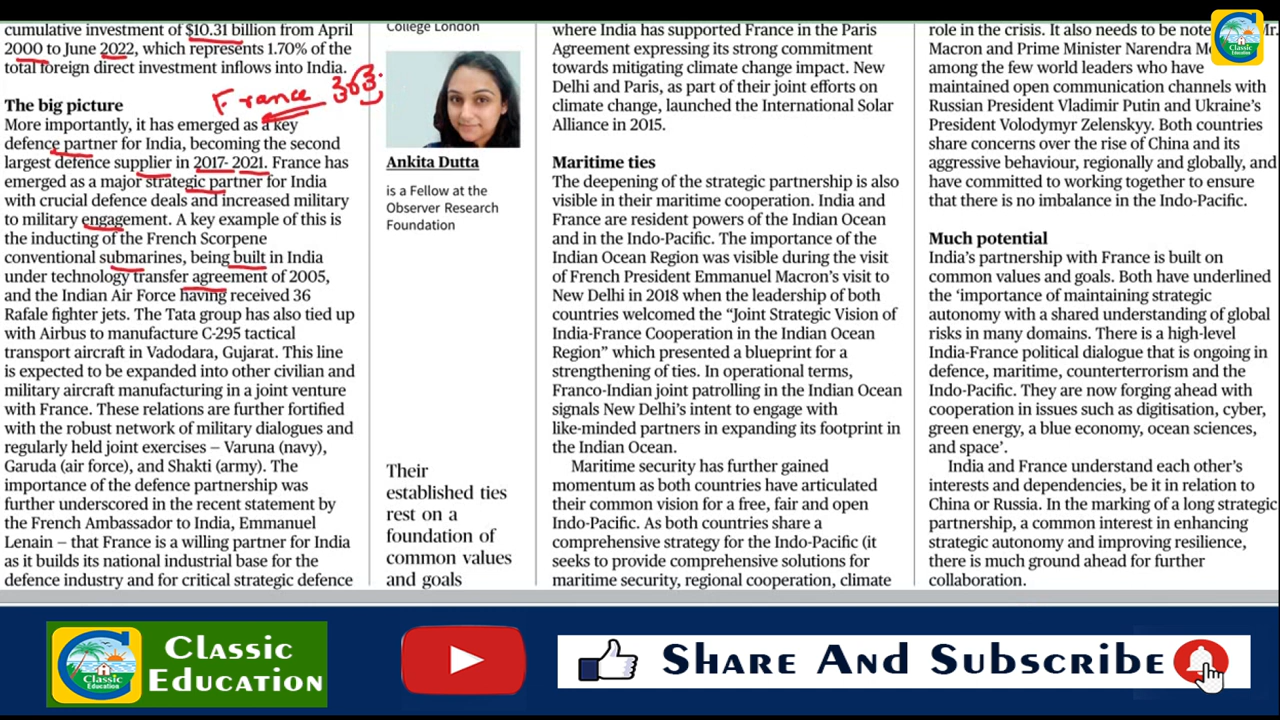 cumulative investment of $10.31 billion from April
2000 to June 2022, which represents 1.70% of the
total foreign direct investment inflows into India.
France
The big picture
More importantly, it has emerged as a key
defence partner for India, becoming the second
largest defence supplier in 2017-2021. France has
emerged as a major strategic partner for India
with crucial defence deals and increased military
to military engagement. A key example of this is
the inducting of the French Scorpene
conventional submarines, being built in India
under technology transfer agreement of 2005,
and the Indian Air Force having received 36
Rafale fighter jets. The Tata group has also tied up
with Airbus to manufacture C-295 tactical
transport aircraft in Vadodara, Gujarat. This line
is expected to be expanded into other civilian and
military aircraft manufacturing in a joint venture
with France. These relations are further fortified
with the robust network of military dialogues and
regularly held joint exercises — Varuna (navy),
Garuda (air force), and Shakti (army). The
importance of the defence partnership was
further underscored in the recent statement by
the French Ambassador to India, Emmanuel
Lenain — that France is a willing partner for India
as it builds its national industrial base for the
defence industry and for critical strategic defence
College London
Ankita Dutta
is a Fellow at the
Observer Research
Foundation
Their
established ties
rest on a
foundation of
common values
and goals
where India has supported France in the Paris
Agreement expressing its strong commitment
towards mitigating climate change impact. New
Delhi and Paris, as part of their joint efforts on
climate change, launched the International Solar
Alliance in 2015.
Maritime ties
The deepening of the strategic partnership is also
visible in their maritime cooperation. India and
France are resident powers of the Indian Ocean
and in the Indo-Pacific. The importance of the
Indian Ocean Region was visible during the visit
of French President Emmanuel Macron's visit to
New Delhi in 2018 when the leadership of both
countries welcomed the “Joint Strategic Vision of
India-France Cooperation in the Indian Ocean
Region” which presented a blueprint for a
strengthening of ties. In operational terms,
Franco-Indian joint patrolling in the Indian Ocean
signals New Delhi's intent to engage with
like-minded partners in expanding its footprint in
the Indian Ocean.
Maritime security has further gained
momentum as both countries have articulated
their common vision for a free, fair and open
Indo-Pacific. As both countries share a
comprehensive strategy for the Indo-Pacific (it
seeks to provide comprehensive solutions for
maritime security, regional cooperation, climate
role in the crisis. It also needs to be note Mr.
Macron and Prime Minister Narendra
among the few world leaders who have
maintained open communication channels with
Russian President Vladimir Putin and Ukraine's
President Volodymyr Zelenskyy. Both countries
share concerns over the rise of China and its
aggressive behaviour, regionally and globally, and
have committed to working together to ensure
that there is no imbalance in the Indo-Pacific.
Much potential
India's partnership with France is built on
common values and goals. Both have underlined
the ‘importance of maintaining strategic
autonomy with a shared understanding of global
risks in many domains. There is a high-level
India-France political dialogue that is ongoing in
defence, maritime, counterterrorism and the
Indo-Pacific. They are now forging ahead with
cooperation in issues such as digitisation, cyber,
green energy, a blue economy, ocean sciences,
and space’.
India and France understand each other's
interests and dependencies, be it in relation to
China or Russia. In the marking of a long strategic
partnership, a common interest in enhancing
strategic autonomy and improving resilience,
there is much ground ahead for further
collaboration.
Classic
Education
Classic
Education
Classic
Education
Share And Subscribe